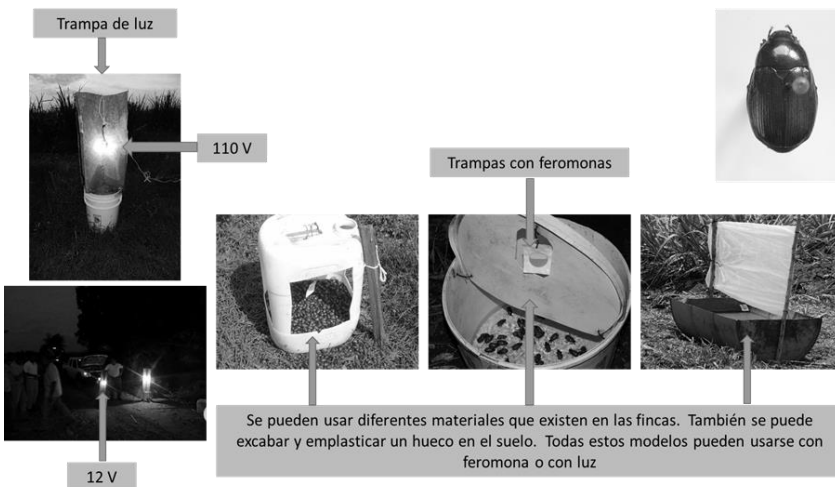 Trampa de luz
110 V
Trampas con feromonas
Se pueden usar diferentes materiales que existen en las fincas. También se puede
excabar y emplasticar un hueco en el suelo. Todas estos modelos pueden usarse con
feromona o con luz
12 V